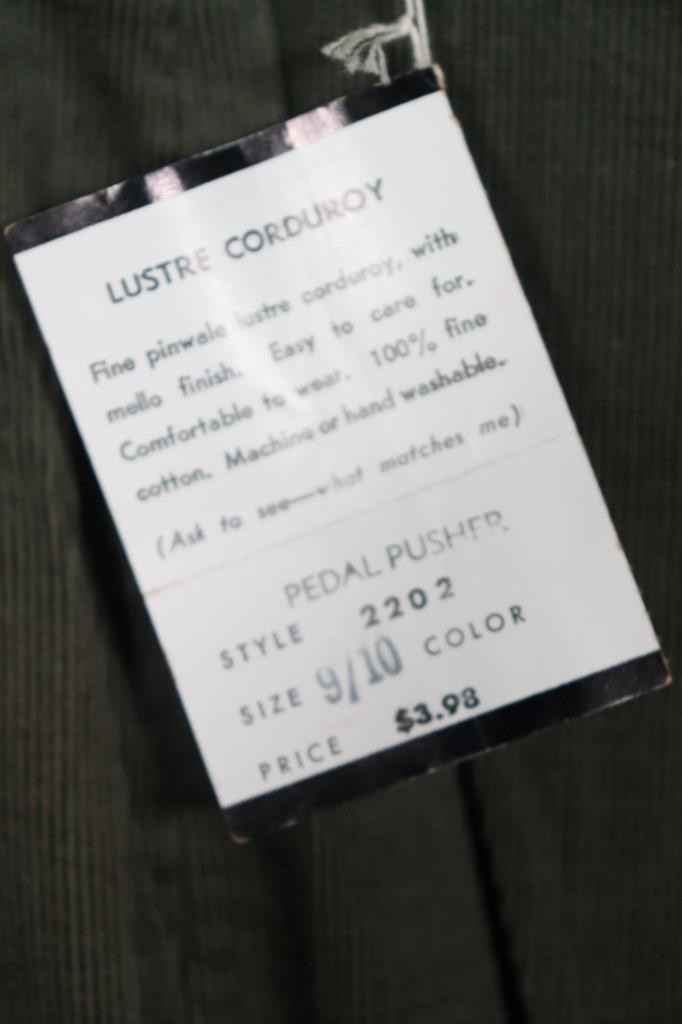 LUSTRE CORDUROY
Fine pinwale lustre corduroy, with
mello finish. Easy to care for.
Comfortable to wear. 100% fine
cotton. Machine or hand washable.
(Ask to see—what matches me)
PEDAL PUSHER
STYLE 2202
SIZE 9/10 COLOR
PRICE $3.98